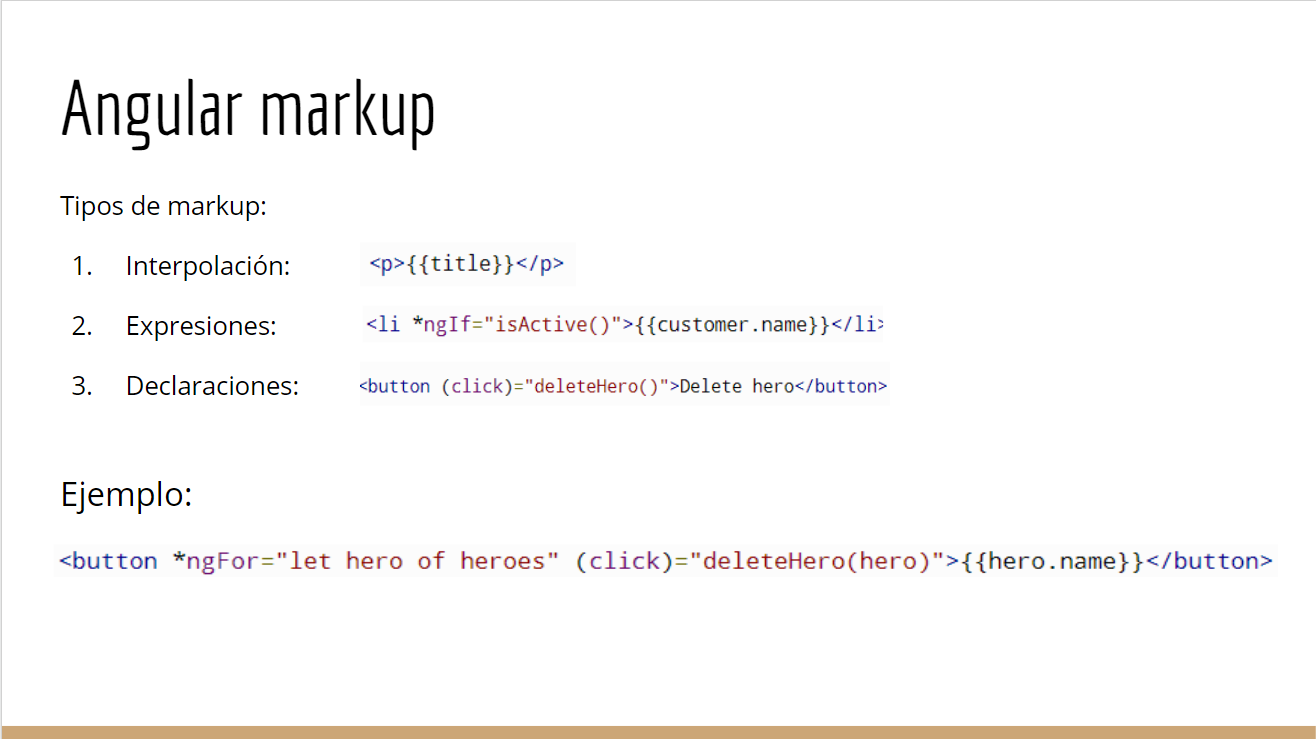 Angular markup
Tipos de markup:
1. Interpolación: <p>{{title}}</p>
2. Expresiones: <li *ngIf="isActive()">{{customer.name}}</li>
3. Declaraciones: <button (click)="deleteHero()">Delete hero</button>
Ejemplo:
<button *ngFor="let hero of heroes" (click)="deleteHero(hero)">{{hero.name}}</button>